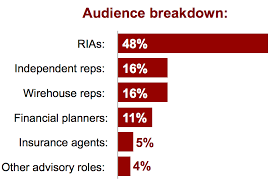 Audience breakdown:
RIAs: 48%
Independent reps: 16%
Wirehouse reps: 16%
Financial planners: 11%
Insurance agents: 5%
Other advisory roles: 4%